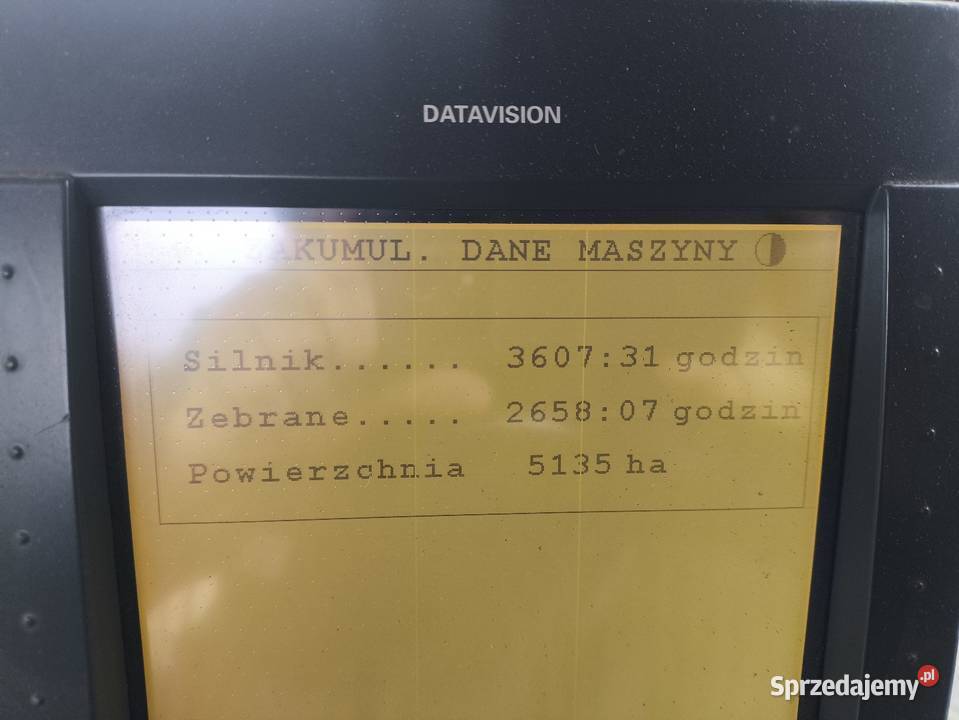 DATAVISION
AKUMUL. DANE MASZYNY
Silnik...... 3607:31 godzin
Zebrane..... 2658:07 godzin
Powierzchnia 5135 ha
Sprzedajemy.pl